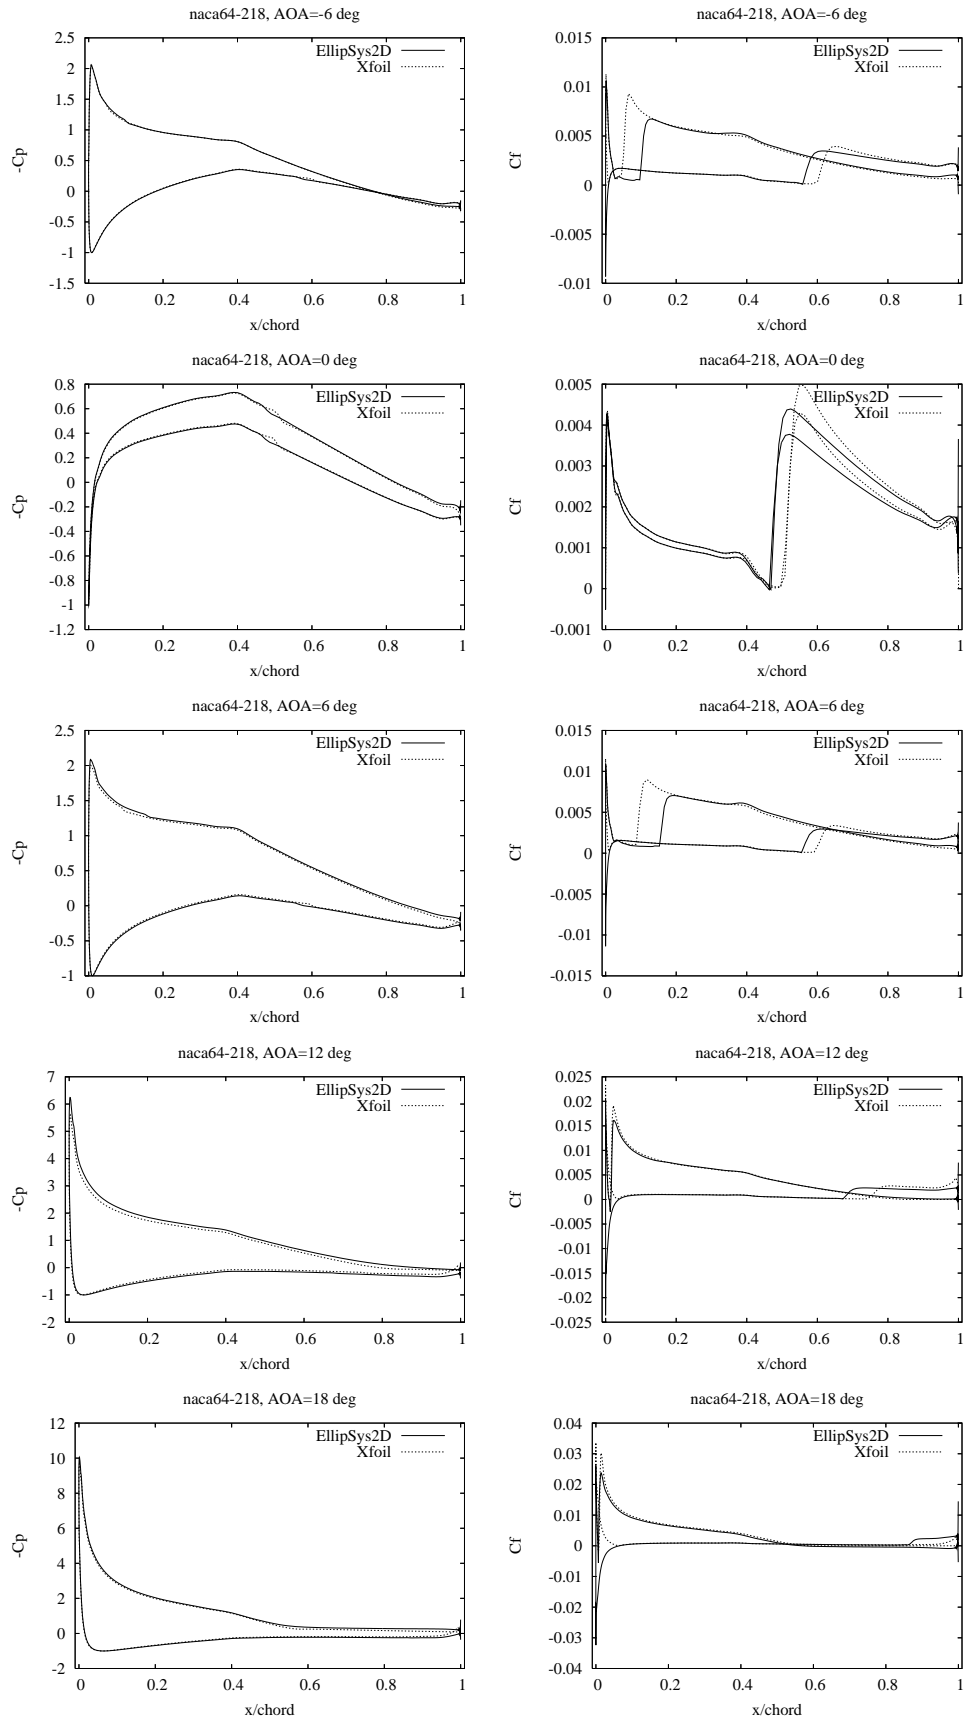 naca64-218, AOA=-6 deg
2.5
2
1.5
1
0.5
0
-0.5
-1
-1.5
-Cp
EllipSys2D
Xfoil
0 0.2 0.4 0.6 0.8 1
x/chord
naca64-218, AOA=-6 deg
0.015
0.01
0.005
0
-0.005
-0.01
Cf
EllipSys2D
Xfoil
0 0.2 0.4 0.6 0.8 1
x/chord
naca64-218, AOA=0 deg
0.8
0.6
0.4
0.2
0
-0.2
-0.4
-0.6
-0.8
-1
-1.2
-Cp
EllipSys2D
Xfoil
0 0.2 0.4 0.6 0.8 1
x/chord
naca64-218, AOA=0 deg
0.005
0.004
0.003
0.002
0.001
0
-0.001
Cf
EllipSys2D
Xfoil
0 0.2 0.4 0.6 0.8 1
x/chord
naca64-218, AOA=6 deg
2.5
2
1.5
1
0.5
0
-0.5
-1
-Cp
EllipSys2D
Xfoil
0 0.2 0.4 0.6 0.8 1
x/chord
naca64-218, AOA=6 deg
0.015
0.01
0.005
0
-0.005
-0.01
-0.015
Cf
EllipSys2D
Xfoil
0 0.2 0.4 0.6 0.8 1
x/chord
naca64-218, AOA=12 deg
7
6
5
4
3
2
1
0
-1
-2
-Cp
EllipSys2D
Xfoil
0 0.2 0.4 0.6 0.8 1
x/chord
naca64-218, AOA=12 deg
0.025
0.02
0.015
0.01
0.005
0
-0.005
-0.01
-0.015
-0.02
-0.025
Cf
EllipSys2D
Xfoil
0 0.2 0.4 0.6 0.8 1
x/chord
naca64-218, AOA=18 deg
12
10
8
6
4
2
0
-2
-Cp
EllipSys2D
Xfoil
0 0.2 0.4 0.6 0.8 1
x/chord
naca64-218, AOA=18 deg
0.04
0.03
0.02
0.01
0
-0.01
-0.02
-0.03
-0.04
Cf
EllipSys2D
Xfoil
0 0.2 0.4 0.6 0.8 1
x/chord